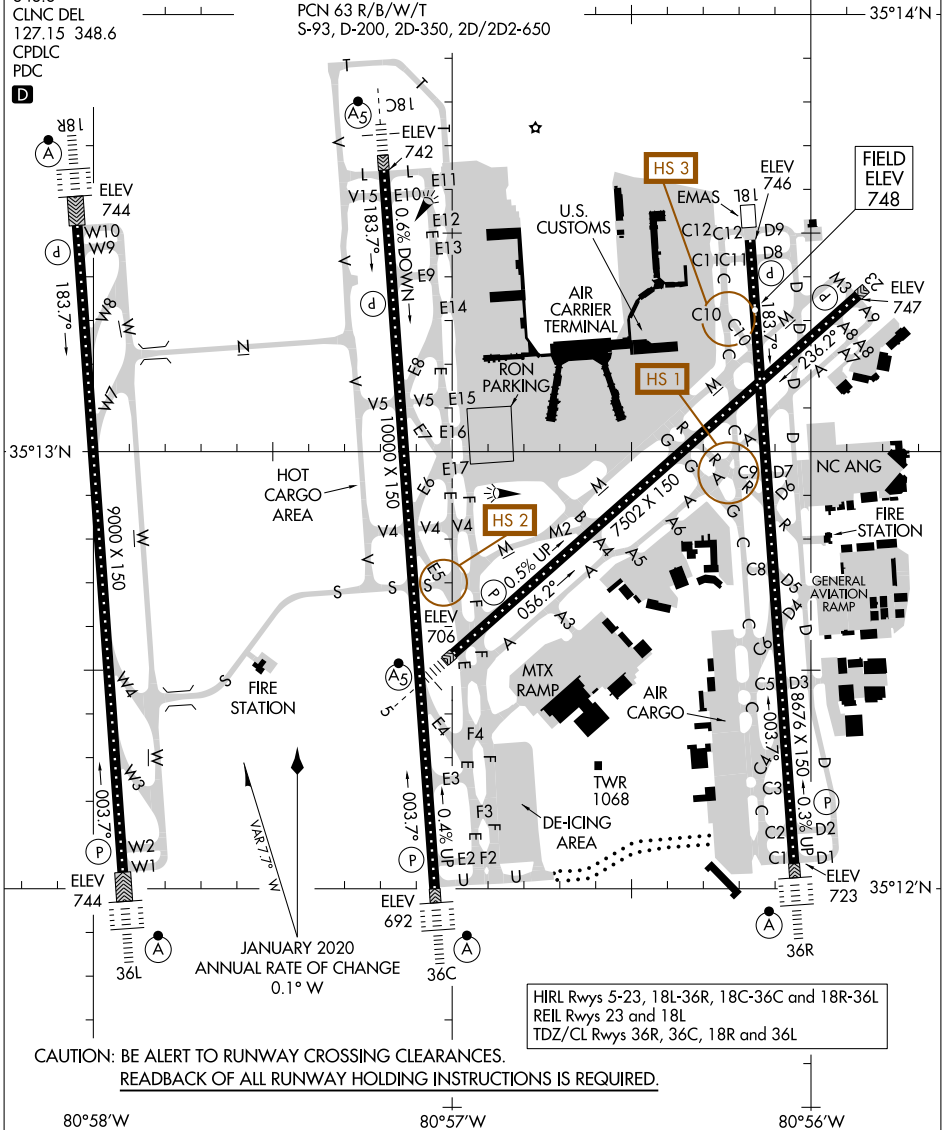 CLNC DEL
127.15 348.6
CPDLC
PDC
D
PCN 63 R/B/W/T
S-93, D-200, 2D-350, 2D/2D2-650
35°14'N
18R
A
ELEV
744
W10
W9
P
183.7°
W8
W
W7
N
9000 X 150
W
W4
W
W3
003.7°
P
W2
W1
ELEV
744
36L
A
T
T
T
A5
18C
ELEV
742
V
L
L
V15
E10
E11
183.7°
0.6% DOWN
E12
E
E13
V
E9
P
E14
V
E8
E
V5
V5
E15
E7
E16
E17
10000 X 150
E6
F
F
HOT
CARGO
AREA
V4
V4
V4
V
S
S
S
E5
HS 2
F
F
ELEV
706
P
0.5% UP
056.2°
M
M2
B
M
7502 X 150
A
A
A3
A4
A5
A6
A
A5
5
E
F
E4
F4
E
F
E3
F3
F
E
E2
F2
U
U
003.7°
0.4% UP
P
ELEV
692
36C
A
S
FIRE
STATION
35°13'N
U.S.
CUSTOMS
AIR
CARRIER
TERMINAL
RON
PARKING
HS 3
EMAS
18L
ELEV
746
FIELD
ELEV
748
C12
C12
D9
C11
C11
D8
C
P
D
C10
C10
183.7°
M
D
P
M3
23
ELEV
747
A9
A8
A8
A7
236.2°
C
D
A
HS 1
M
R
G
G
C
A
R
A
C9
R
D7
D
D6
G
R
NC ANG
FIRE
STATION
GENERAL
AVIATION
RAMP
C
C8
D5
D4
D
C
C6
C5
D3
C
8676 X 150
003.7°
C4
D
C3
C
0.3% UP
P
C2
D2
C1
D1
ELEV
723
36R
A
35°12'N
MTX
RAMP
AIR
CARGO
TWR
1068
DE-ICING
AREA
VAR 7.7° W
JANUARY 2020
ANNUAL RATE OF CHANGE
0.1° W
HIRL Rwys 5-23, 18L-36R, 18C-36C and 18R-36L
REIL Rwys 23 and 18L
TDZ/CL Rwys 36R, 36C, 18R and 36L
CAUTION: BE ALERT TO RUNWAY CROSSING CLEARANCES.
READBACK OF ALL RUNWAY HOLDING INSTRUCTIONS IS REQUIRED.
80°58'W
80°57'W
80°56'W